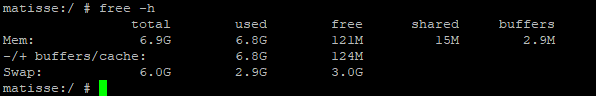 matisse:/ # free -h
total used free shared buffers
Mem: 6.9G 6.8G 121M 15M 2.9M
-/+ buffers/cache: 6.8G 124M
Swap: 6.0G 2.9G 3.0G
matisse:/ #